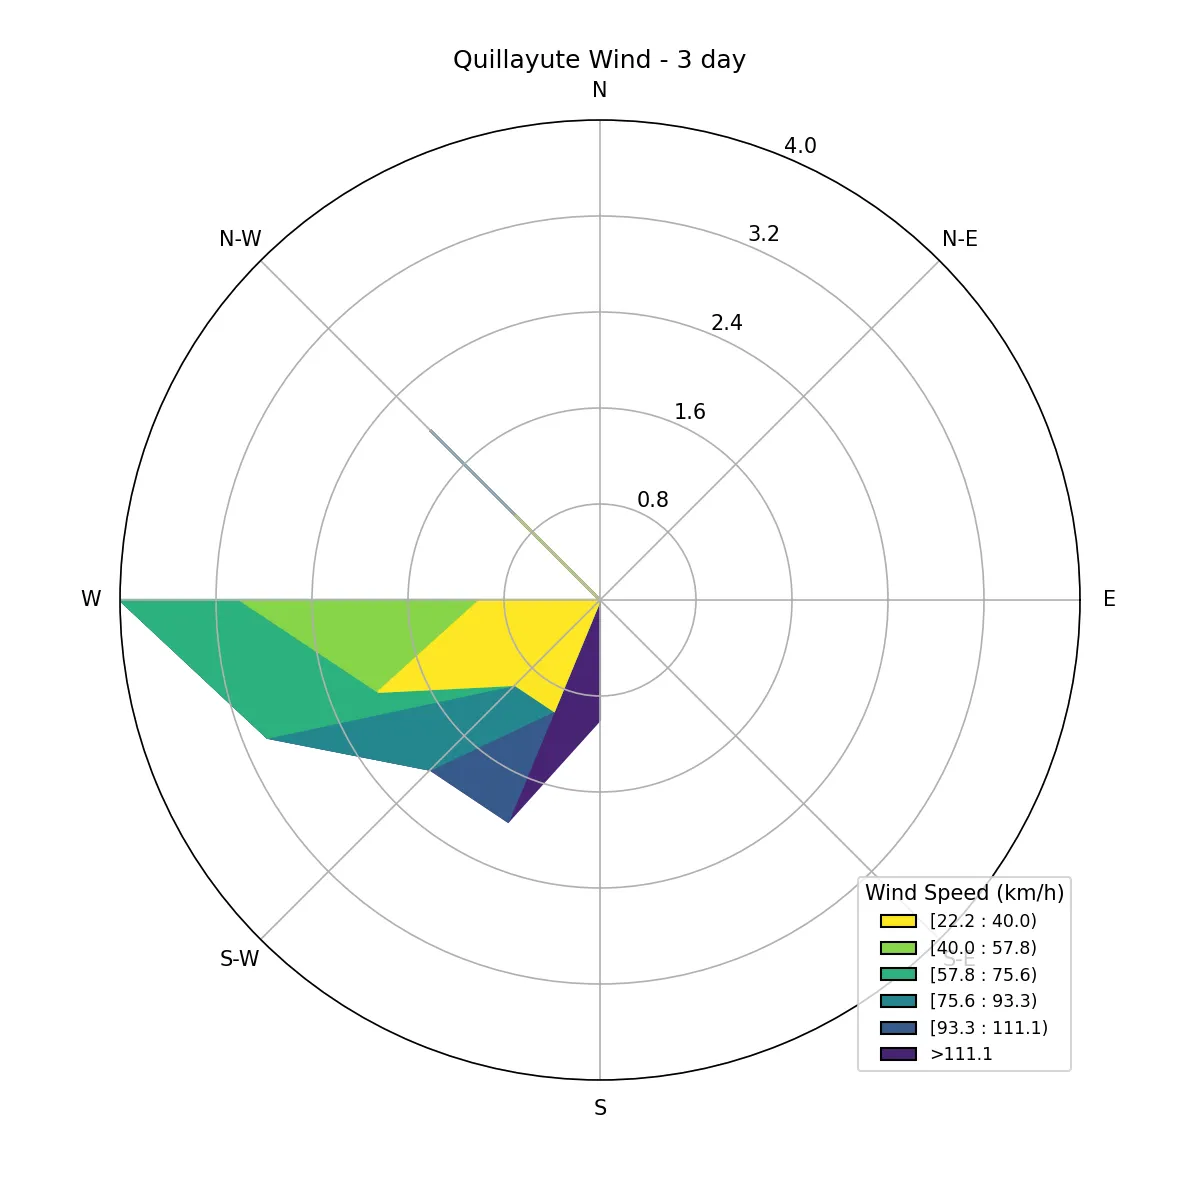 Quillayute Wind - 3 day
N
4.0
N-W
N-E
3.2
2.4
1.6
0.8
W
E
S-W
S-E
S
Wind Speed (km/h)
[22.2 : 40.0)
[40.0 : 57.8)
[57.8 : 75.6)
[75.6 : 93.3)
[93.3 : 111.1)
>111.1